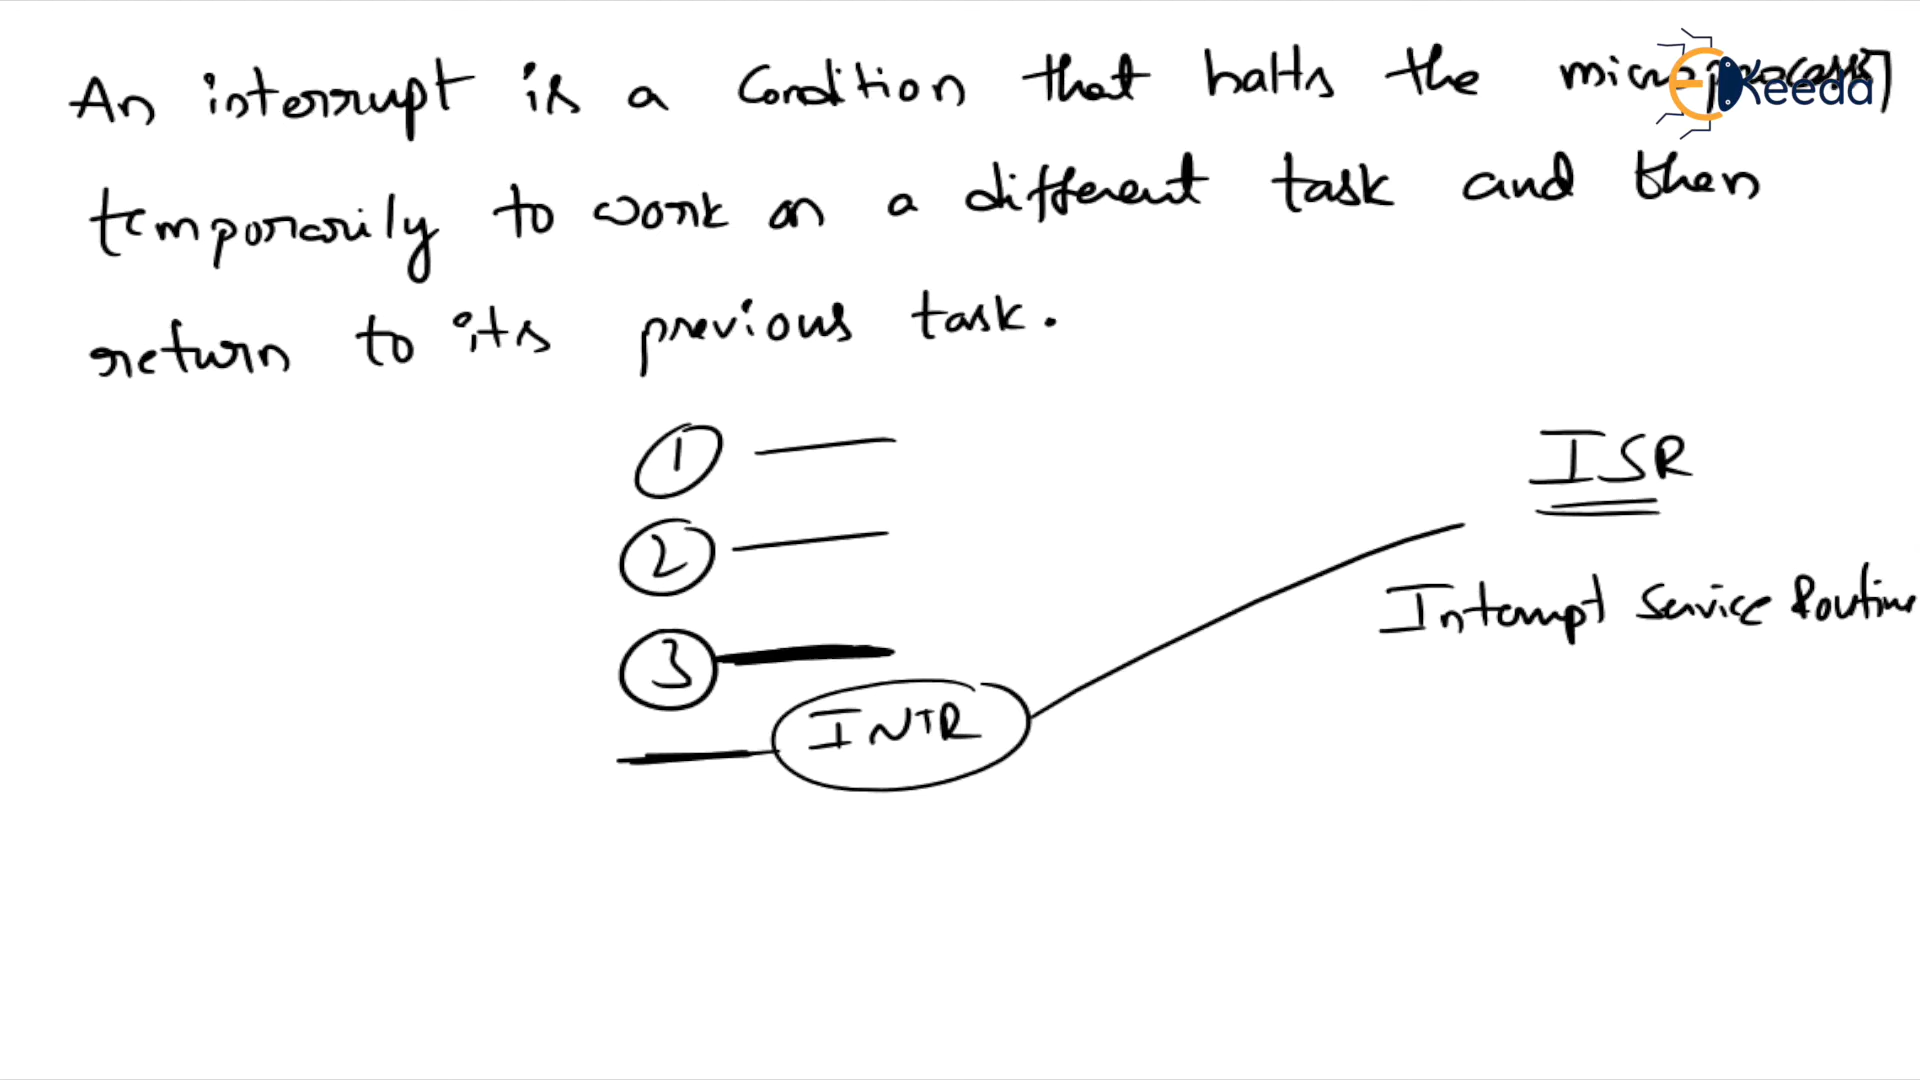 An interrupt is a Condition that halts the microprocessor
temporarily to work on a different task and then
return to its previous task.
1
2
3
INTR
ISR
Interrupt Service Routine
EKeeda